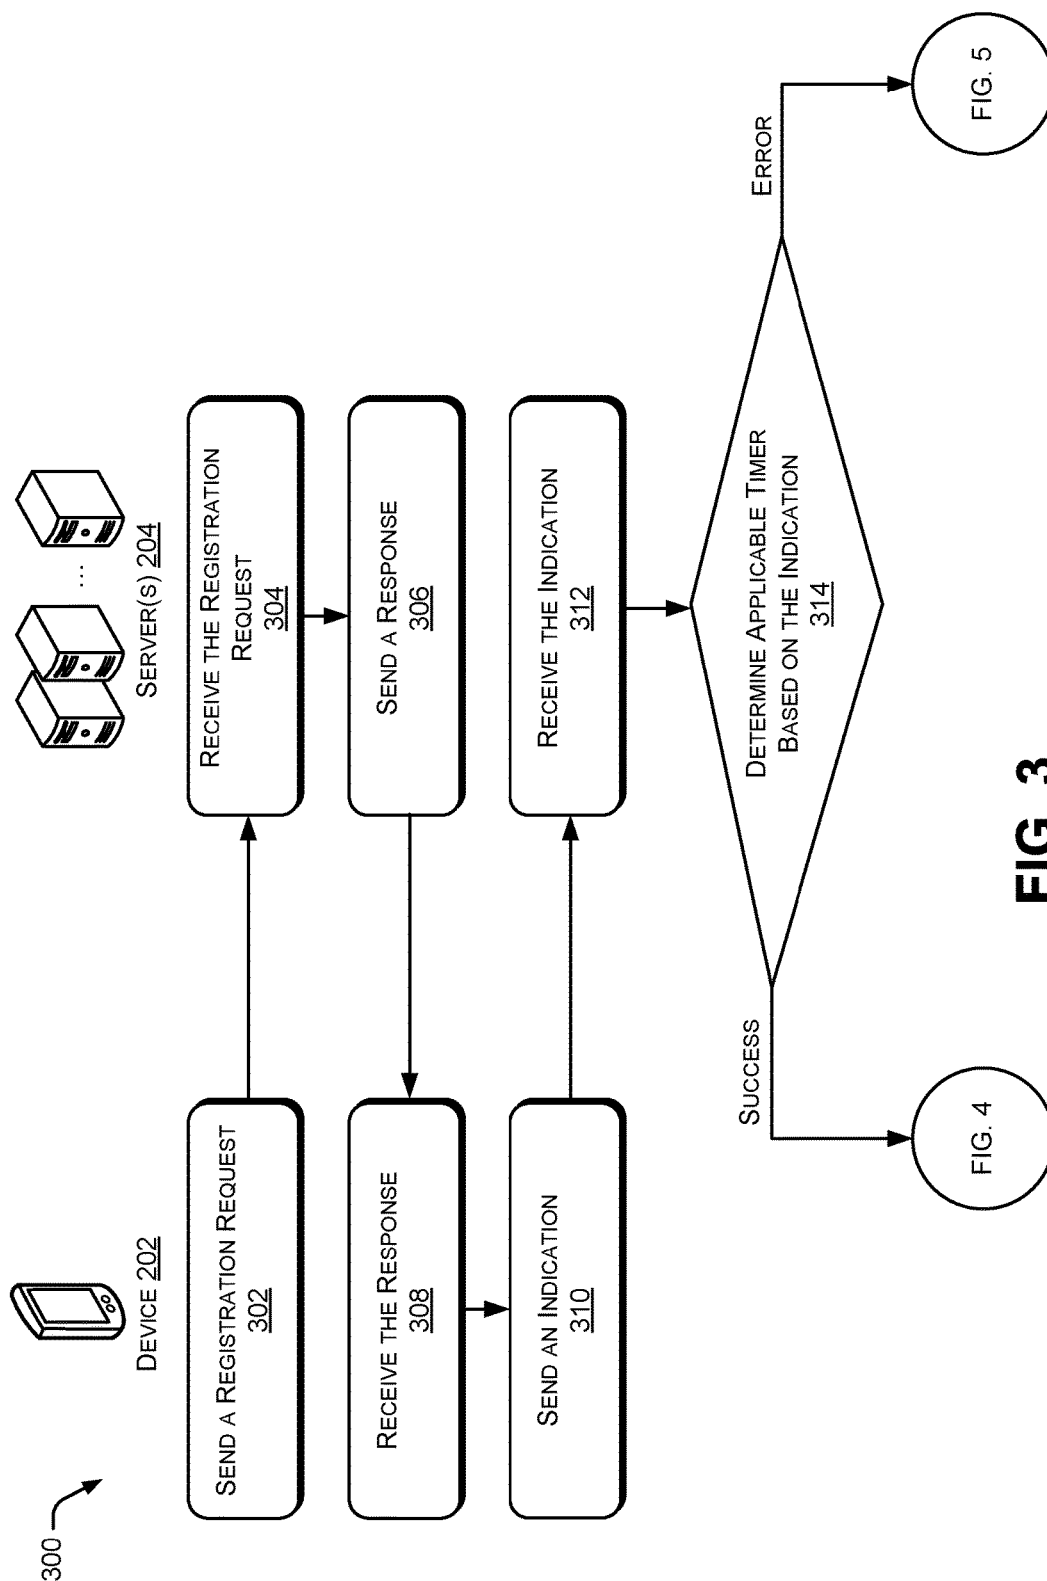 300
DEVICE 202
SERVER(S) 204
...
SEND A REGISTRATION REQUEST
302
RECEIVE THE REGISTRATION
REQUEST
304
SEND A RESPONSE
306
RECEIVE THE RESPONSE
308
SEND AN INDICATION
310
RECEIVE THE INDICATION
312
DETERMINE APPLICABLE TIMER
BASED ON THE INDICATION
314
SUCCESS
ERROR
FIG. 4
FIG. 5
FIG. 3